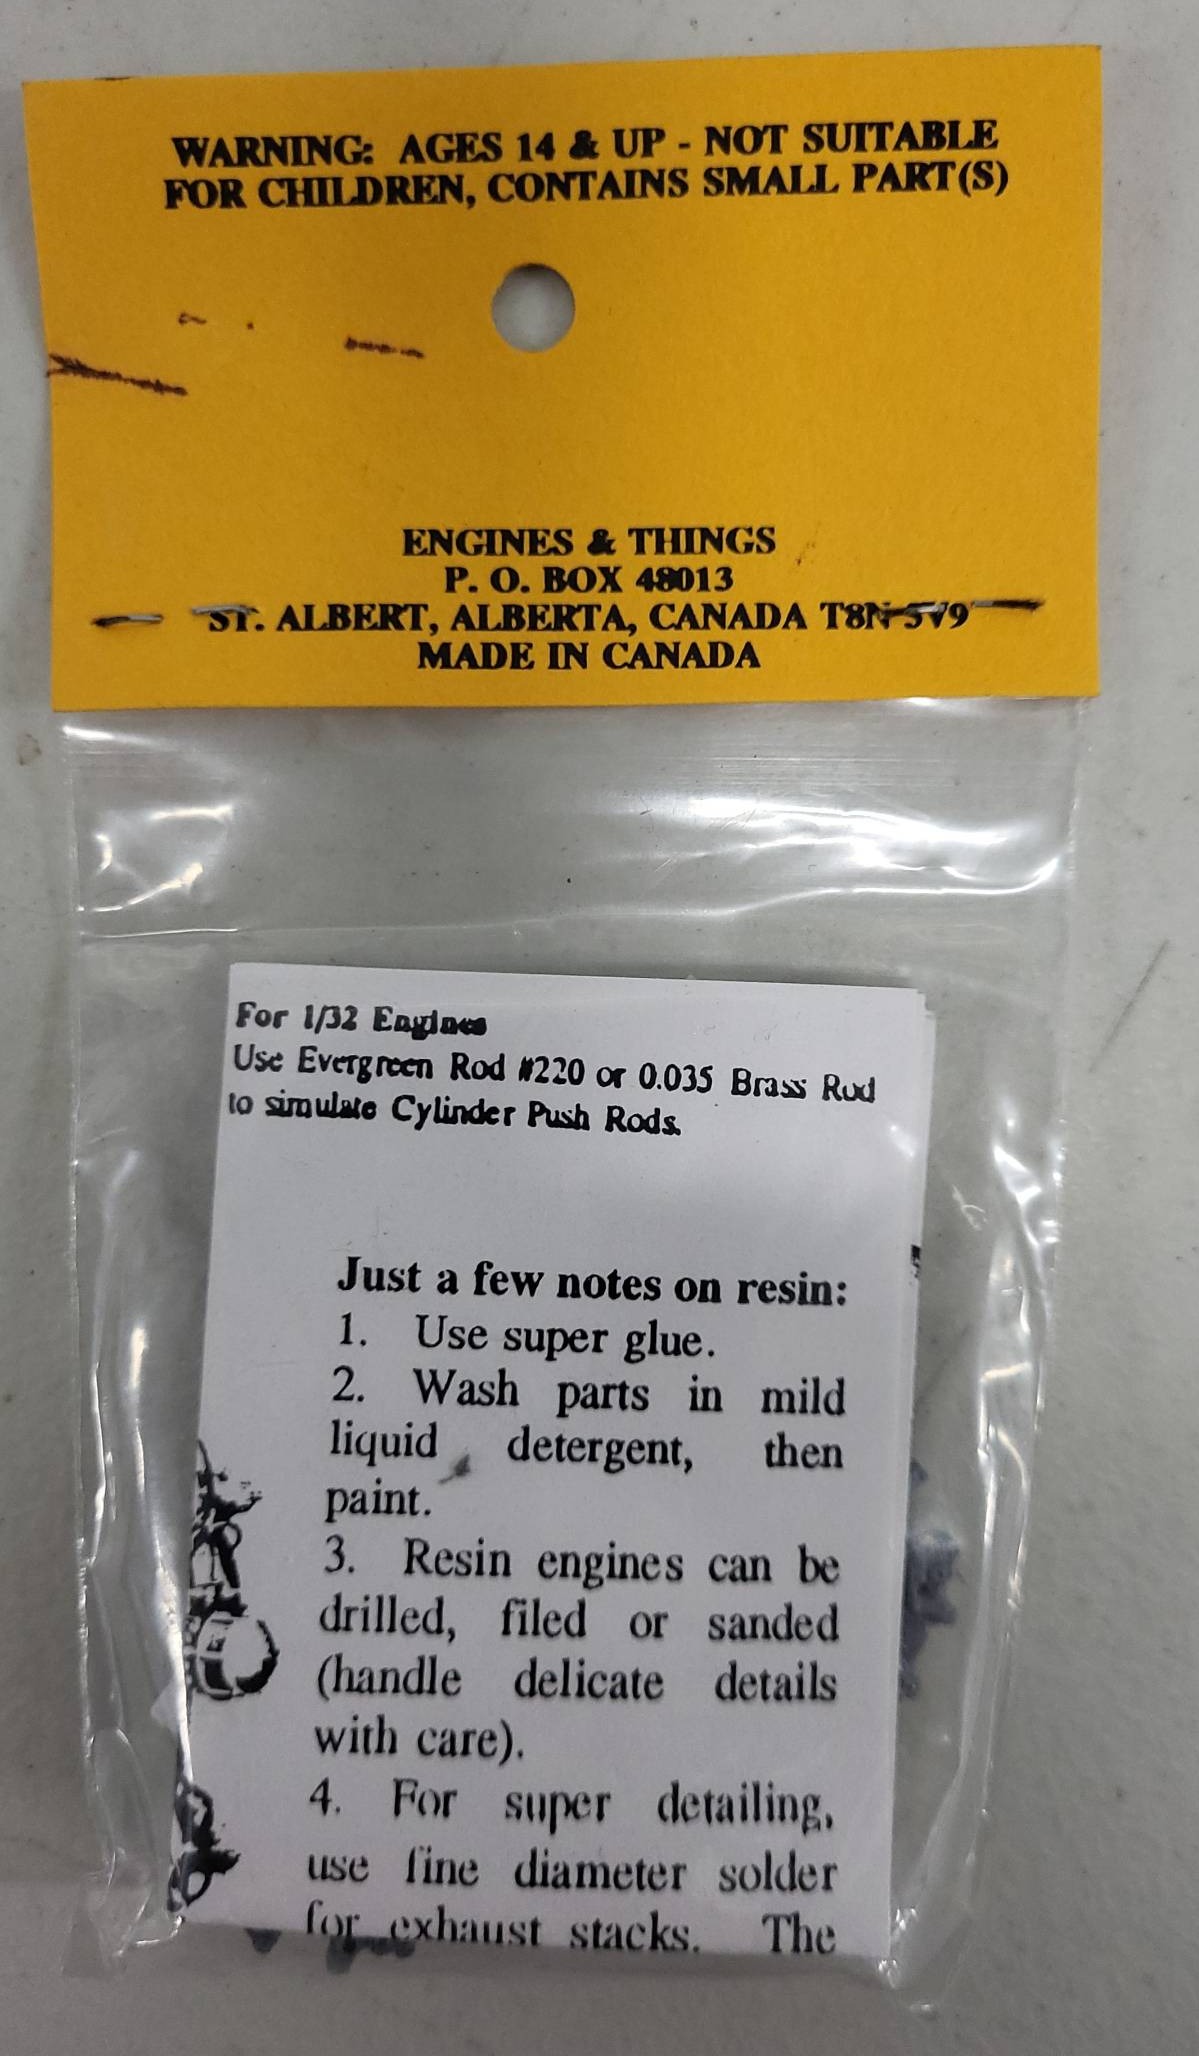 WARNING: AGES 14 & UP - NOT SUITABLE
FOR CHILDREN, CONTAINS SMALL PART(S)
ENGINES & THINGS
P. O. BOX 48013
ST. ALBERT, ALBERTA, CANADA T8N 5V9
MADE IN CANADA
For 1/32 Engines
Use Evergreen Rod #220 or 0.035 Brass Rod
to simulate Cylinder Push Rods.
Just a few notes on resin:
1. Use super glue.
2. Wash parts in mild
liquid detergent, then
paint.
3. Resin engines can be
drilled, filed or sanded
(handle delicate details
with care).
4. For super detailing,
use fine diameter solder
for exhaust stacks. The